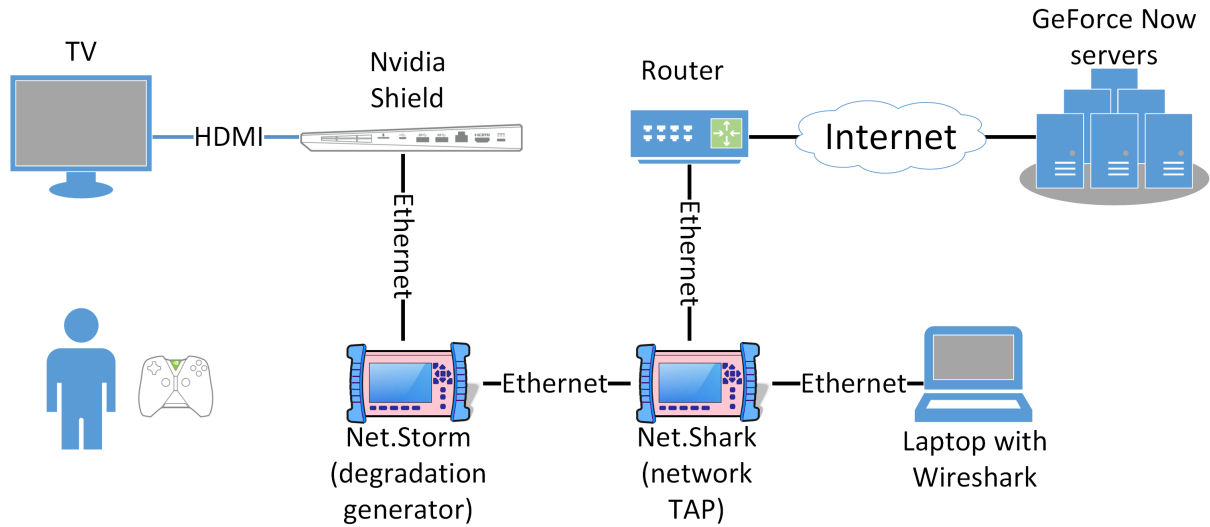 TV
Nvidia
Shield
Router
GeForce Now
servers
HDMI
Internet
Ethernet
Ethernet
Ethernet
Ethernet
Net.Storm
(degradation
generator)
Net.Shark
(network
TAP)
Laptop with
Wireshark